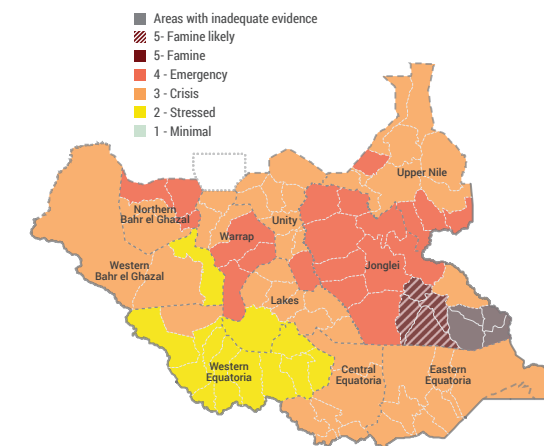 Areas with inadequate evidence
5- Famine likely
5- Famine
4 - Emergency
3 - Crisis
2 - Stressed
1 - Minimal
Upper Nile
Northern
Bahr el Ghazal
Unity
Warrap
Jonglei
Western
Bahr el Ghazal
Lakes
Western
Equatoria
Central
Equatoria
Eastern
Equatoria